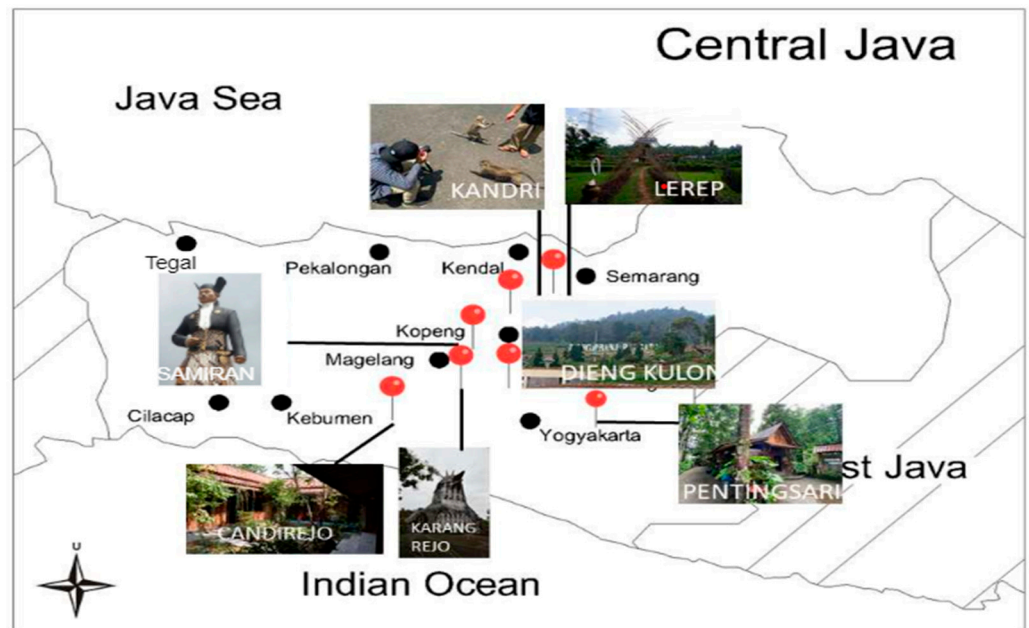 Central Java
Java Sea
KANDRI
LEREP
Tegal
Pekalongan
Kendal
Semarang
SAMIRAN
Kopeng
Magelang
DIENG KULON
Cilacap
Kebumen
Yogyakarta
st Java
PENTINGSARI
CANDIREJO
KARANG
REJO
U
Indian Ocean